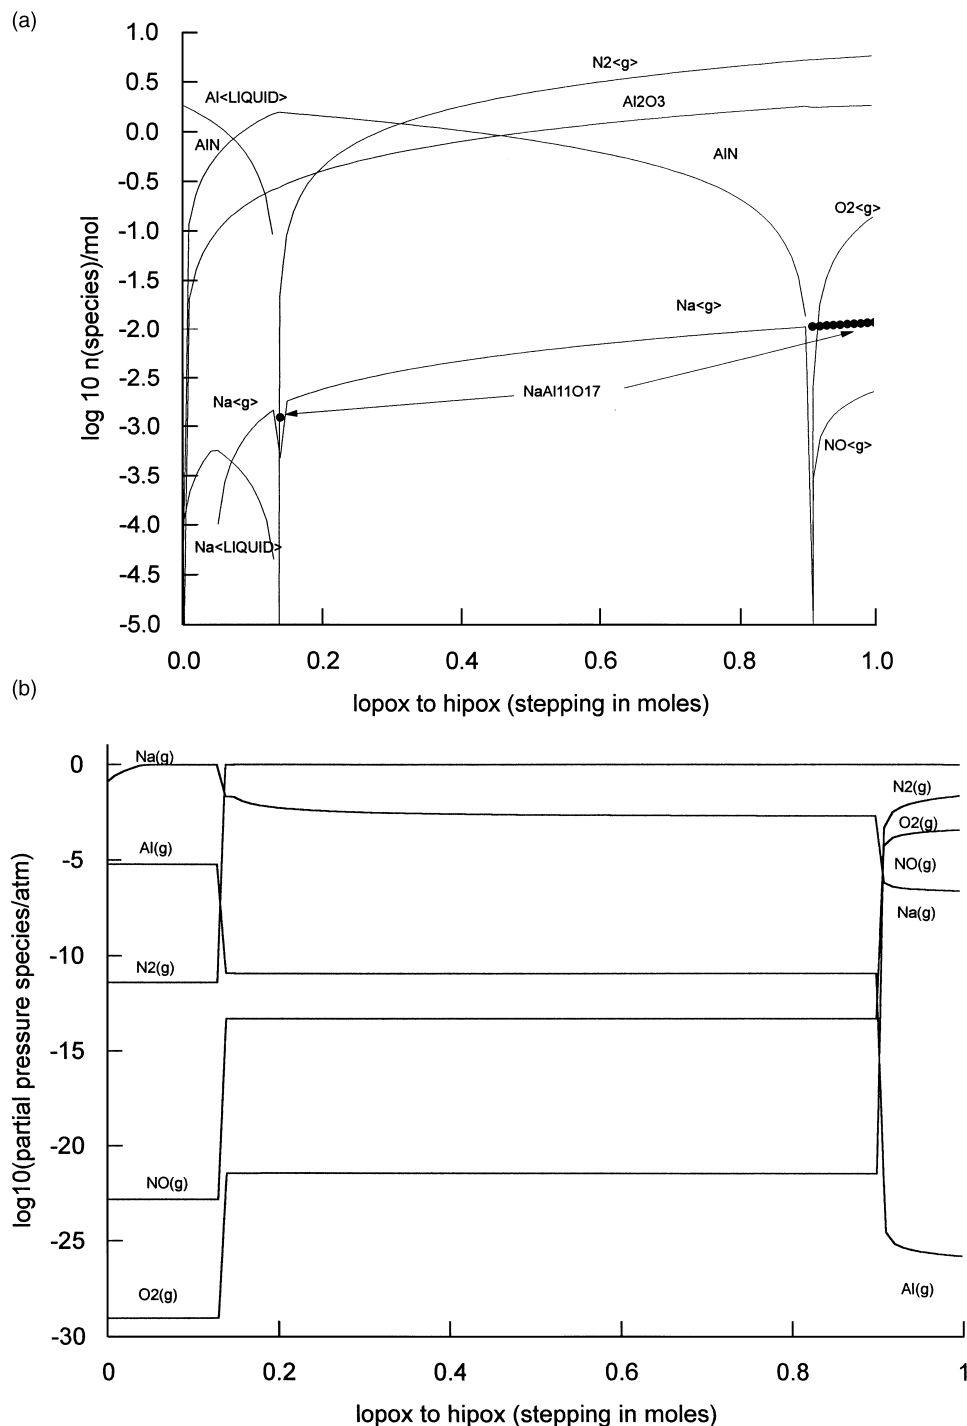 (a)
1.0
N2<g>
0.5
Al<LIQUID>
Al2O3
0.0
AlN
AlN
-0.5
O2<g>
-1.0
-1.5
Na<g>
-2.0
-2.5
NaAl11O17
Na<g>
-3.0
NO<g>
-3.5
-4.0
Na<LIQUID>
-4.5
-5.0
log 10 n(species)/mol
0.0 0.2 0.4 0.6 0.8 1.0
lopox to hipox (stepping in moles)
(b)
0
Na(g)
N2(g)
O2(g)
Al(g)
-5
NO(g)
Na(g)
-10
N2(g)
-15
-20
NO(g)
-25
O2(g)
Al(g)
-30
log10(partial pressure species/atm)
0 0.2 0.4 0.6 0.8 1
lopox to hipox (stepping in moles)